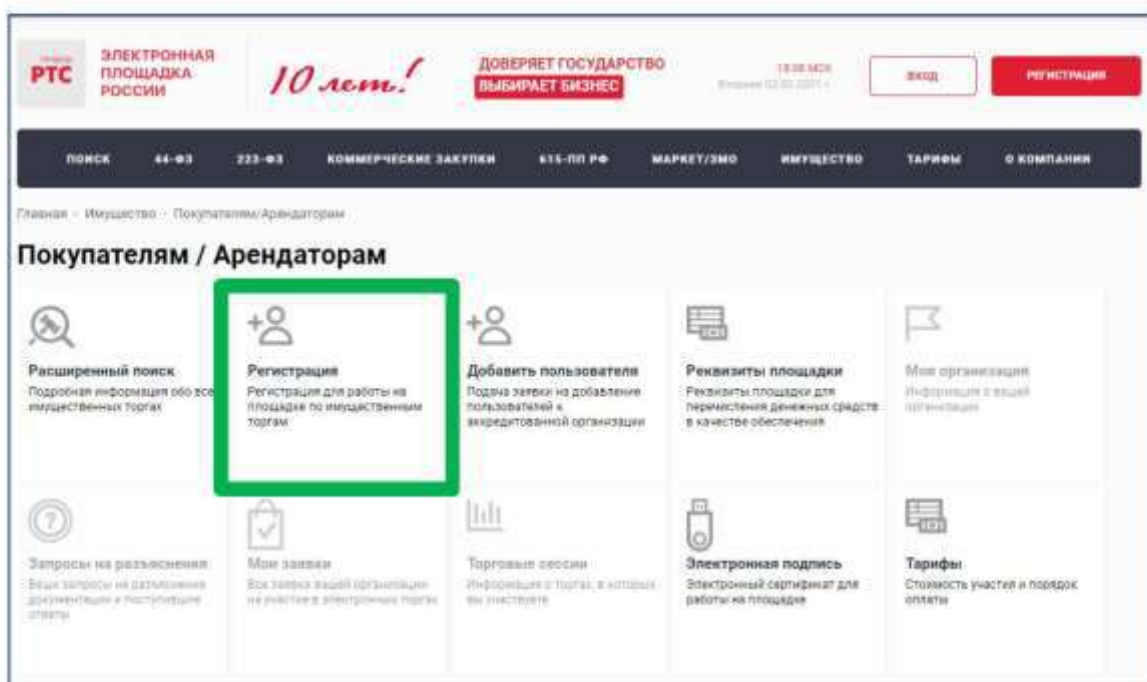 РТС
ЭЛЕКТРОННАЯ
ПЛОЩАДКА
РОССИИ
10 лет!
ДОВЕРЯЕТ ГОСУДАРСТВО
ВЫБИРАЕТ БИЗНЕС
ВХОД
РЕГИСТРАЦИЯ
ПОИСК 44-ФЗ 223-ФЗ КОММЕРЧЕСКИЕ ЗАКУПКИ 615-ПП РФ МАРКЕТ/ЗМО ИМУЩЕСТВО ТАРИФЫ О КОМПАНИИ
Главная - Имущество - Покупателям/Арендаторам
Покупателям / Арендаторам
Расширенный поиск
Подробная информация обо все
имущественных торгах
Регистрация
Регистрация для работы на
площадке по имущественным
торгам
Добавить пользователя
Подача заявки на добавление
пользователей к
аккредитованной организации
Реквизиты площадки
Реквизиты площадки для
перечисления денежных средств
в качестве обеспечения
Моя организация
Информация о вашей
организации
Запросы на разъяснения
Ваши запросы на разъяснения
документации и поступившие
ответы
Мои заявки
Все заявки вашей организации
на участие в электронных торгах
Торговые сессии
Информация о торгах, в которых
вы участвуете
Электронная подпись
Электронный сертификат для
работы на площадке
Тарифы
Стоимость участия и порядок
оплаты